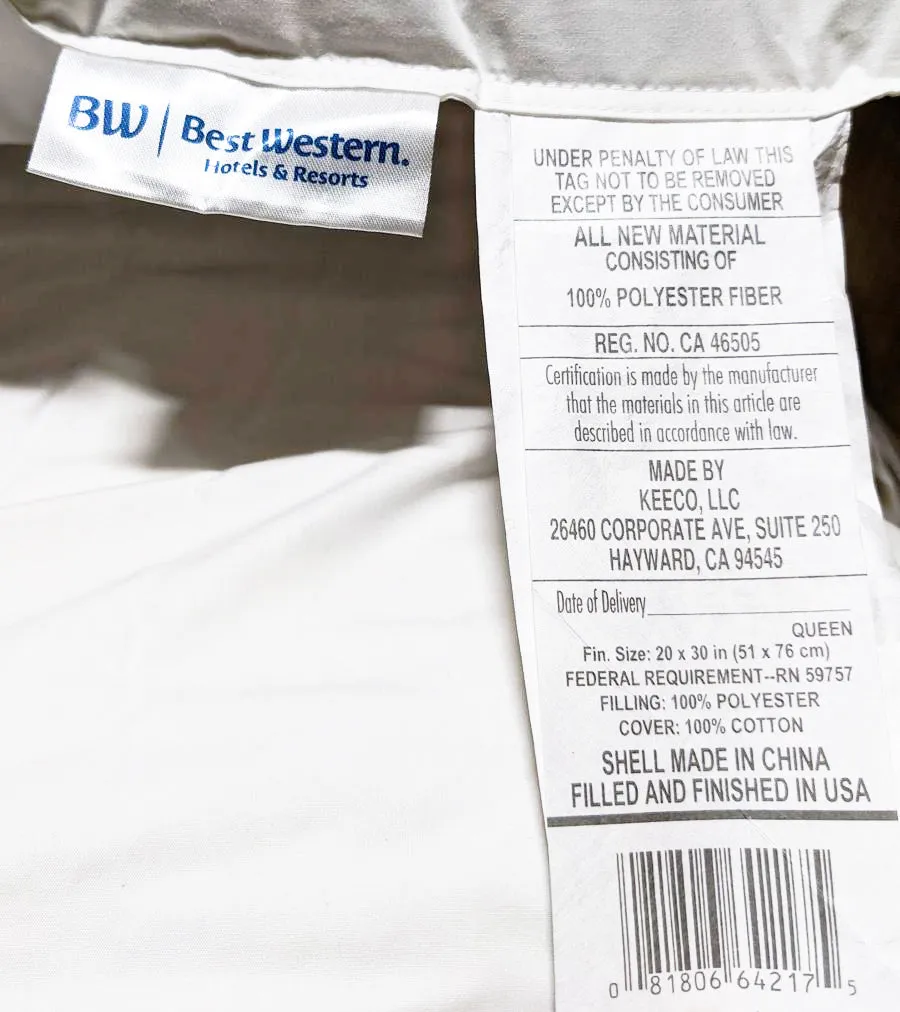 BW | Best Western.
Hotels & Resorts
UNDER PENALTY OF LAW THIS
TAG NOT TO BE REMOVED
EXCEPT BY THE CONSUMER
ALL NEW MATERIAL
CONSISTING OF
100% POLYESTER FIBER
REG. NO. CA 46505
Certification is made by the manufacturer
that the materials in this article are
described in accordance with law.
MADE BY
KEECO, LLC
26460 CORPORATE AVE, SUITE 250
HAYWARD, CA 94545
Date of Delivery
QUEEN
Fin. Size: 20 x 30 in (51 x 76 cm)
FEDERAL REQUIREMENT--RN 59757
FILLING: 100% POLYESTER
COVER: 100% COTTON
SHELL MADE IN CHINA
FILLED AND FINISHED IN USA
0 81806 64217 5